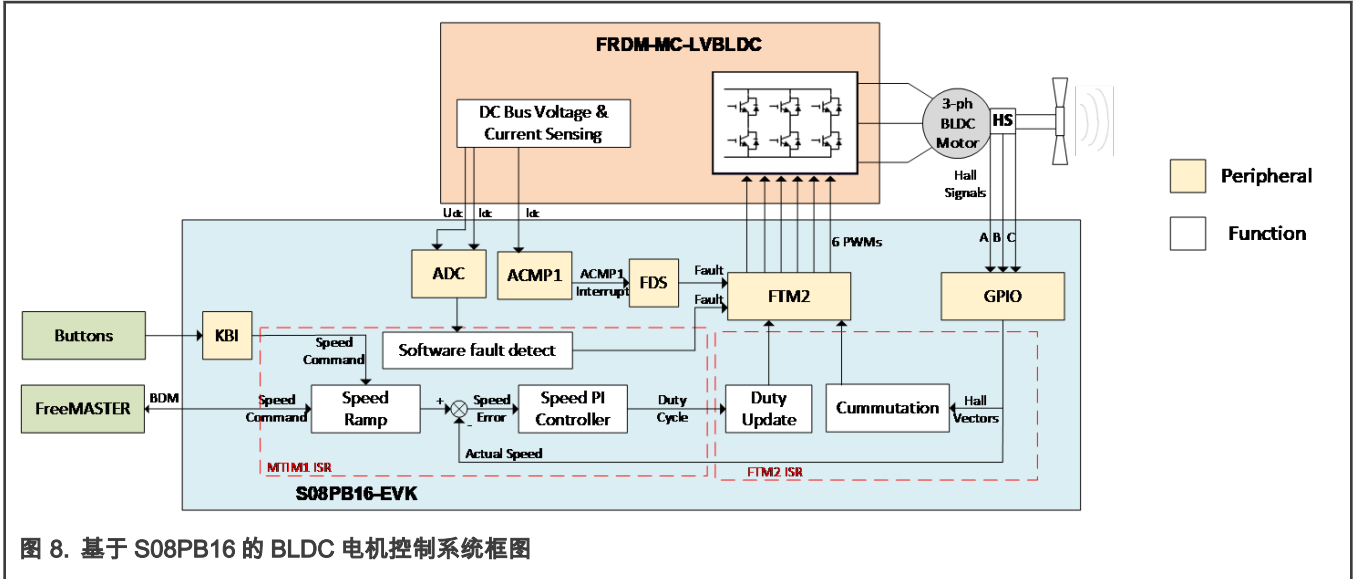 FRDM-MC-LVBLDC
DC Bus Voltage &
Current Sensing
3-ph
BLDC
Motor
HS
Hall
Signals
Peripheral
Function
Udc
Idc
Idc
6 PWMs
A B C
ADC
ACMP1
ACMP1
Interrupt
FDS
Fault
Fault
FTM2
GPIO
Buttons
KBI
Speed
Command
Software fault detect
FreeMASTER
BDM
Speed
Command
Speed
Ramp
+
-
Speed
Error
Speed PI
Controller
Duty
Cycle
Duty
Update
Cummutation
Hall
Vectors
Actual Speed
MTIM1 ISR
FTM2 ISR
S08PB16-EVK
图 8. 基于 S08PB16 的 BLDC 电机控制系统框图